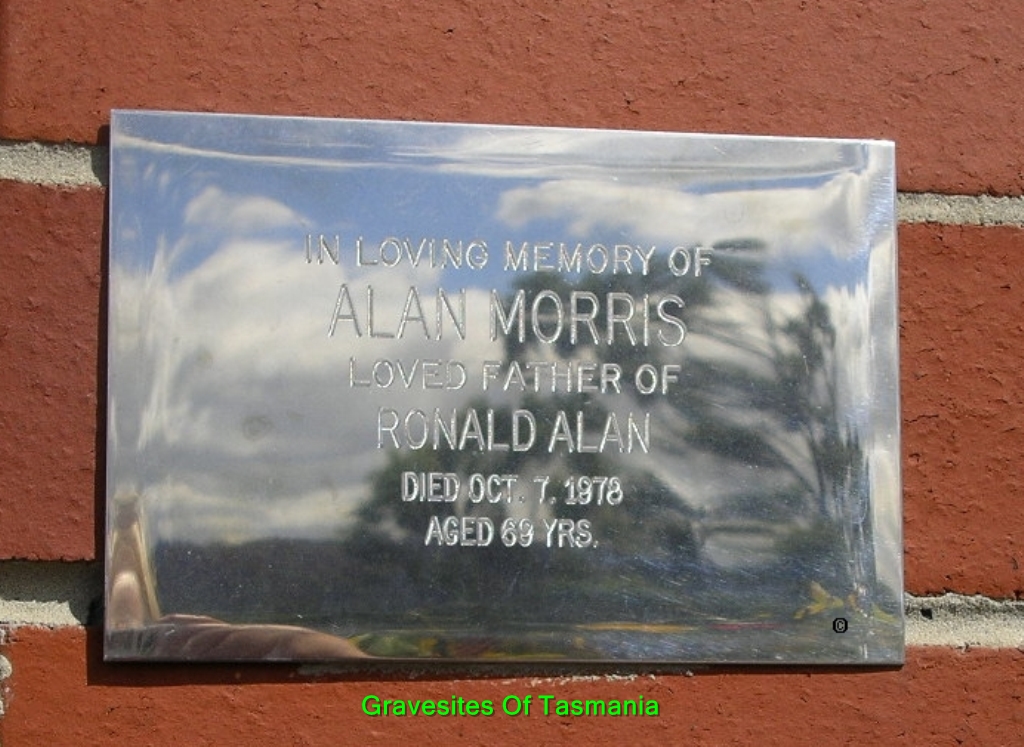 IN LOVING MEMORY OF
ALAN MORRIS
LOVED FATHER OF
RONALD ALAN
DIED OCT. 7. 1978
AGED 69 YRS.
©
Gravesites Of Tasmania